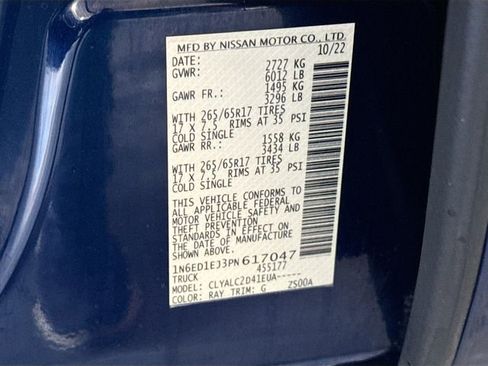 MFD BY NISSAN MOTOR CO., LTD.
DATE: 10/22
GVWR: 2727 KG
6012 LB
GAWR FR.: 1495 KG
3296 LB
WITH 265/65R17 TIRES
17 X 7.5 RIMS AT 35 PSI
COLD SINGLE
GAWR RR.: 1558 KG
3434 LB
WITH 265/65R17 TIRES
17 X 7.5 RIMS AT 35 PSI
COLD SINGLE
THIS VEHICLE CONFORMS TO
ALL APPLICABLE FEDERAL
MOTOR VEHICLE SAFETY AND
THEFT PREVENTION
STANDARDS IN EFFECT ON
THE DATE OF MANUFACTURE
SHOWN ABOVE.
1N6ED1EJ3PN617047
TRUCK 455177
MODEL: CLYALC2D41EUA-----
COLOR: RAY TRIM: G ZS00A